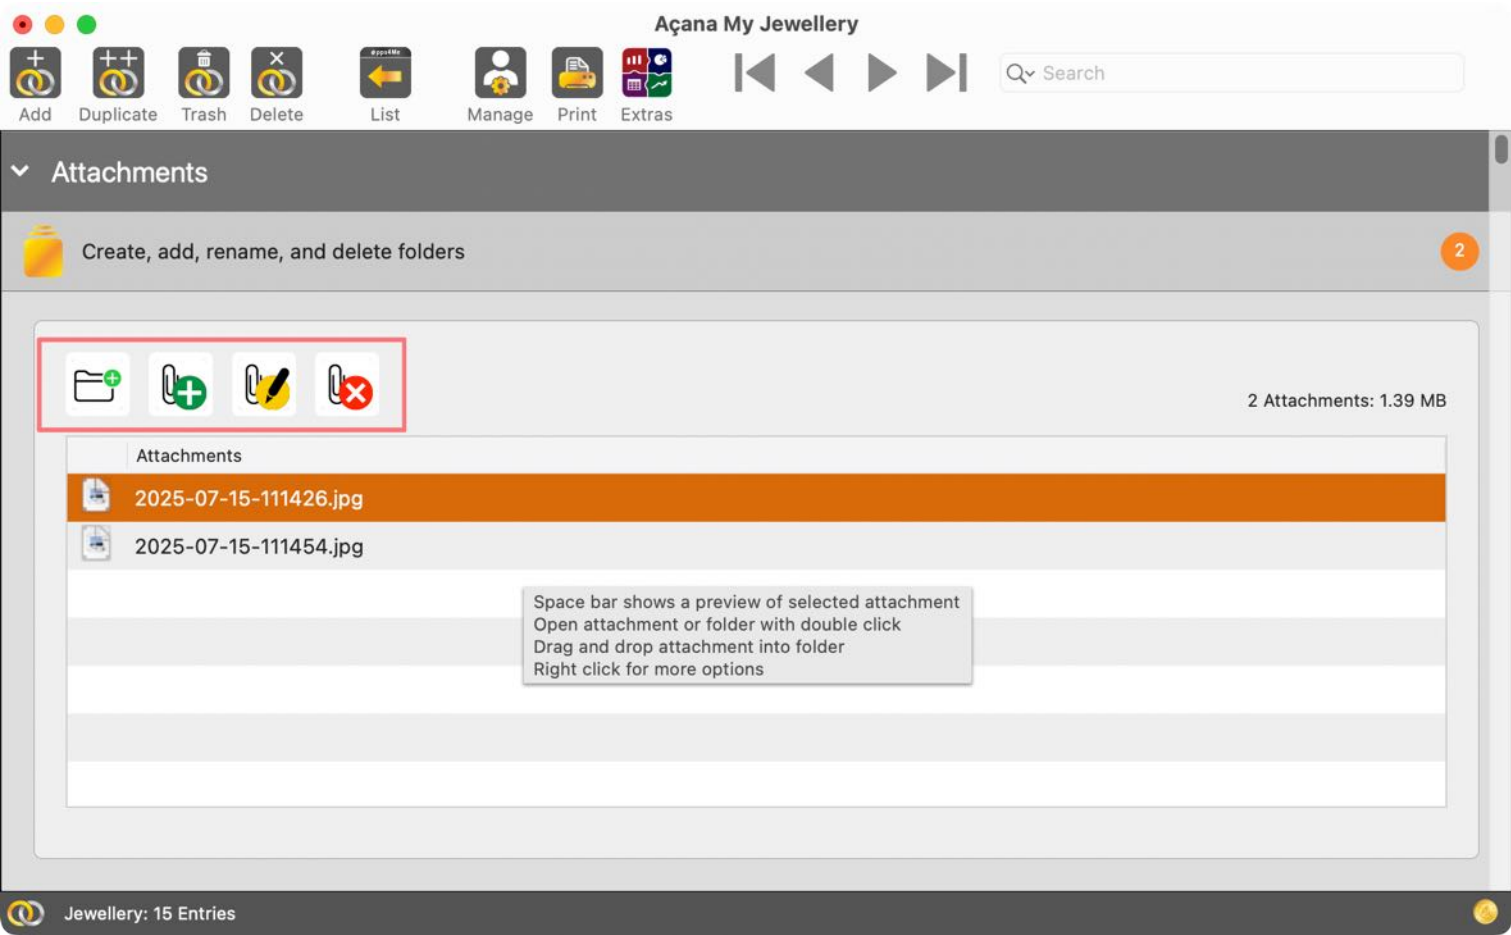 Açana My Jewellery
@pps4Me
Add
Duplicate
Trash
Delete
List
Manage
Print
Extras
Search
Attachments
Create, add, rename, and delete folders
2
2 Attachments: 1.39 MB
Attachments
2025-07-15-111426.jpg
2025-07-15-111454.jpg
Space bar shows a preview of selected attachment
Open attachment or folder with double click
Drag and drop attachment into folder
Right click for more options
Jewellery: 15 Entries